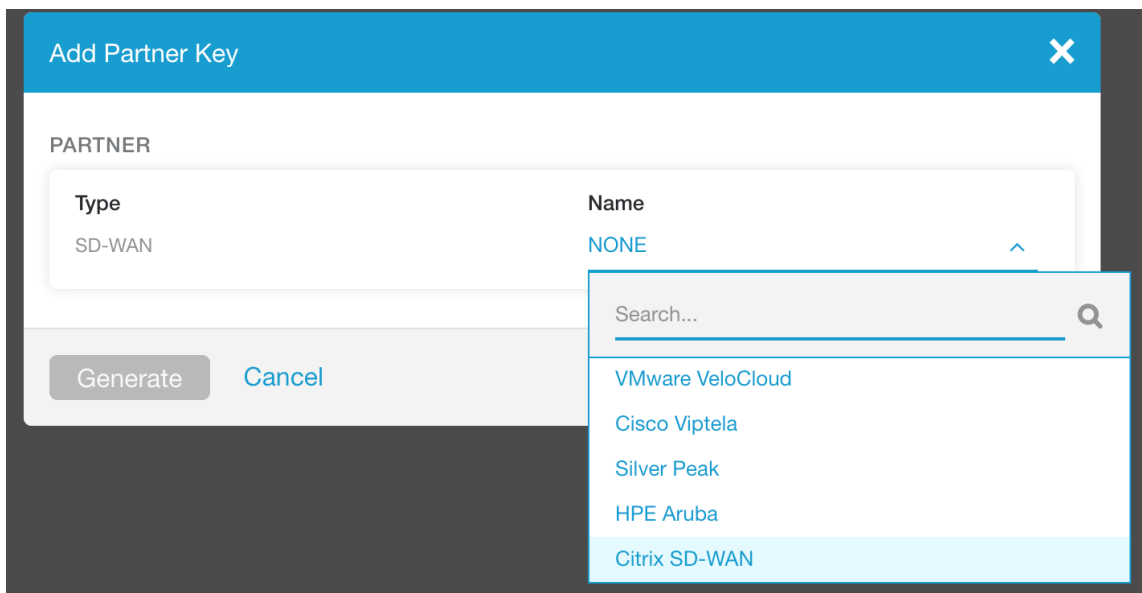 Add Partner Key
PARTNER
Type
Name
SD-WAN
NONE
Search...
Generate
Cancel
VMware VeloCloud
Cisco Viptela
Silver Peak
HPE Aruba
Citrix SD-WAN